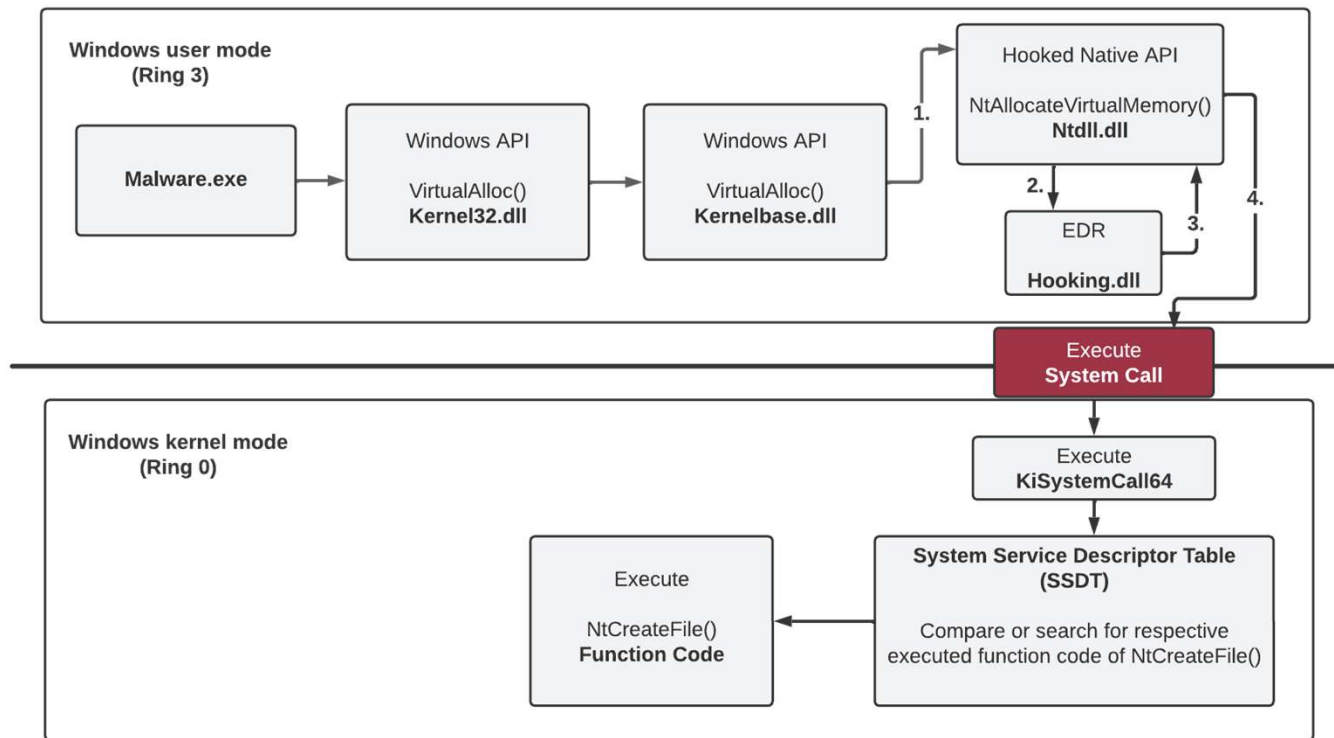 Windows user mode
(Ring 3)
Malware.exe
Windows API
VirtualAlloc()
Kernel32.dll
Windows API
VirtualAlloc()
Kernelbase.dll
1.
Hooked Native API
NtAllocateVirtualMemory()
Ntdll.dll
2.
3.
4.
EDR
Hooking.dll
Execute
System Call
Windows kernel mode
(Ring 0)
Execute
KiSystemCall64
System Service Descriptor Table
(SSDT)
Compare or search for respective
executed function code of NtCreateFile()
Execute
NtCreateFile()
Function Code